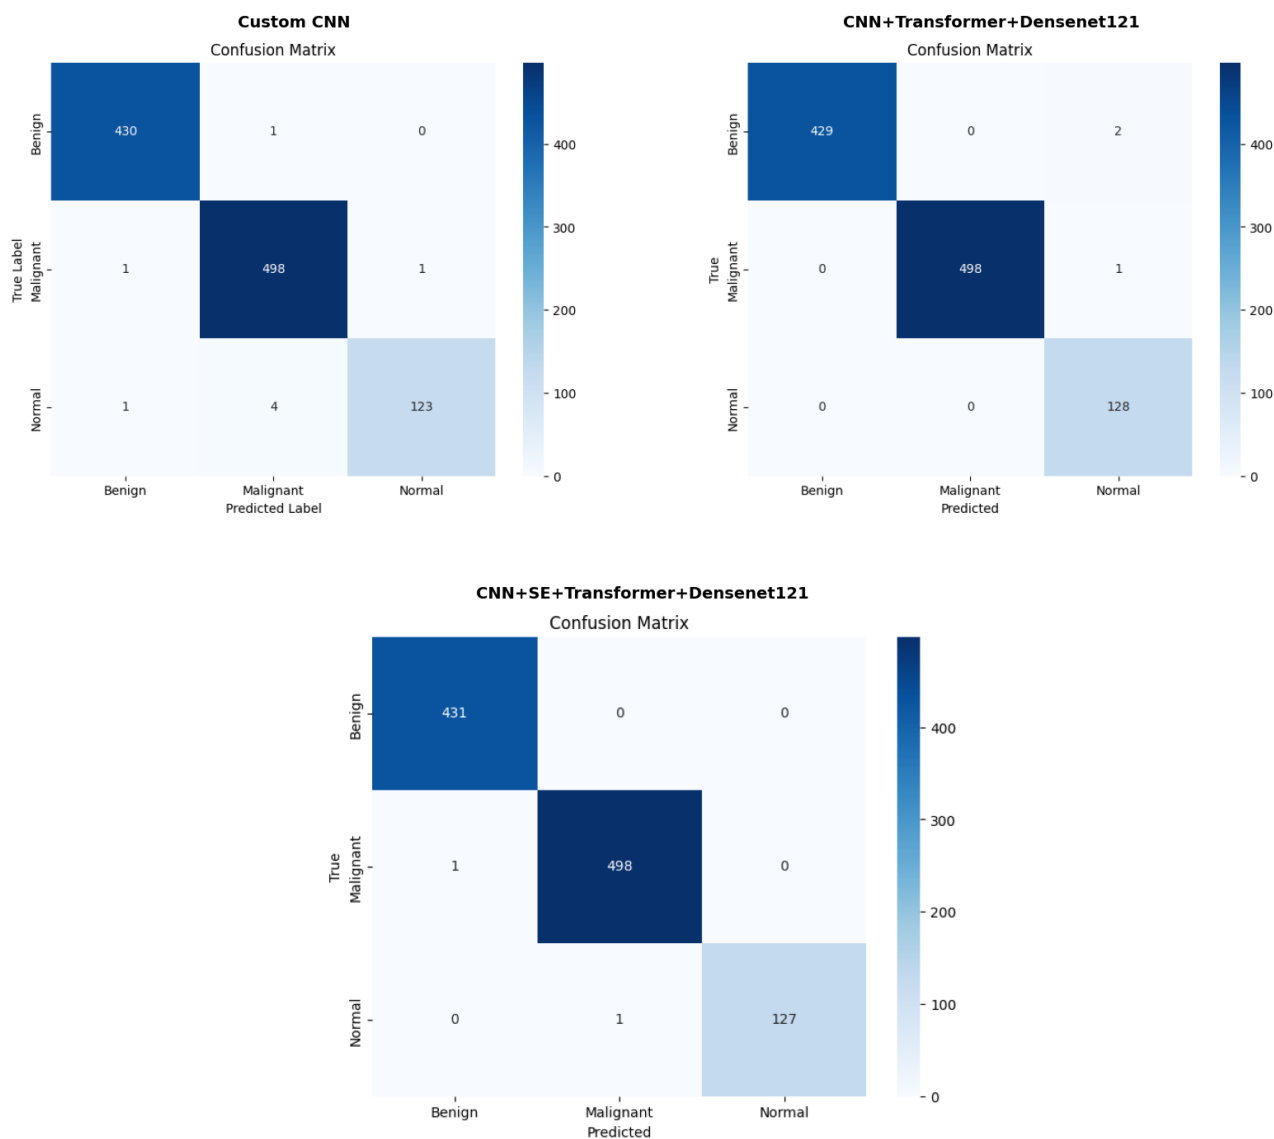 Custom CNN
Confusion Matrix
430 1 0
1 498 1
1 4 123
Benign
Malignant
Normal
True Label
Benign Malignant Normal
Predicted Label
400
300
200
100
0
CNN+Transformer+Densenet121
Confusion Matrix
429 0 2
0 498 1
0 0 128
Benign
Malignant
Normal
True
Benign Malignant Normal
Predicted
400
300
200
100
0
CNN+SE+Transformer+Densenet121
Confusion Matrix
431 0 0
1 498 0
0 1 127
Benign
Malignant
Normal
True
Benign Malignant Normal
Predicted
400
300
200
100
0